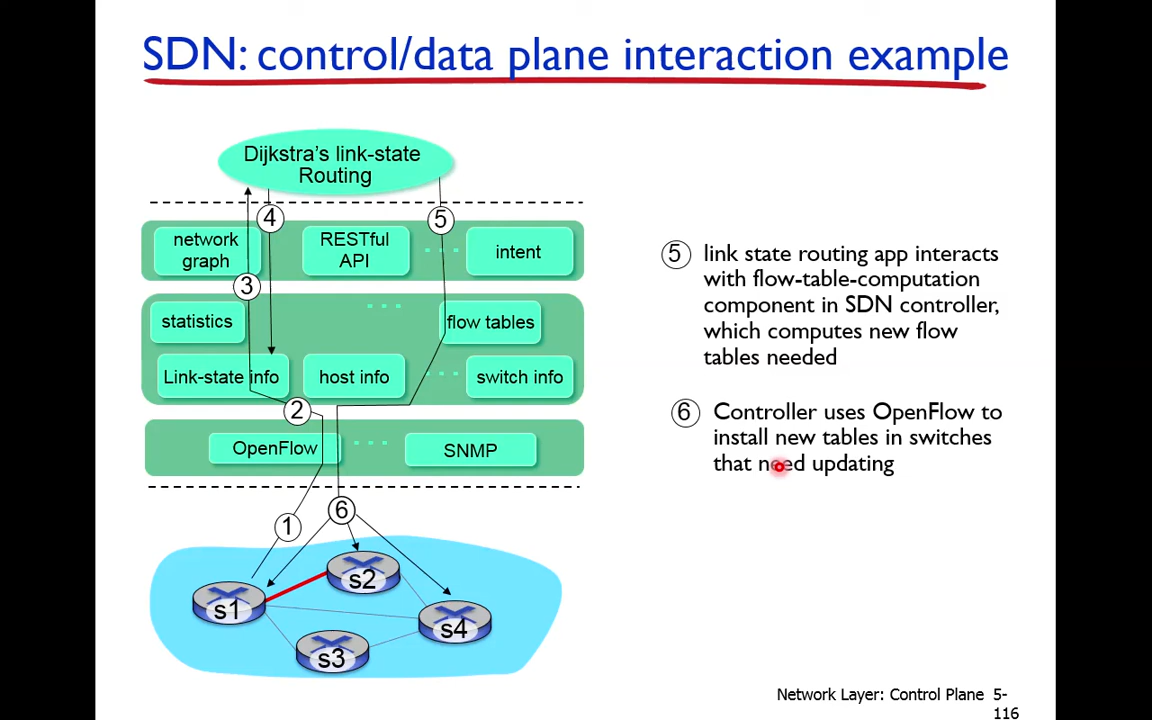 SDN: control/data plane interaction example
Dijkstra's link-state
Routing
4
5
network
graph
RESTful
API
intent
3
statistics
flow tables
Link-state info
host info
switch info
2
OpenFlow
SNMP
1
6
s1
s2
s3
s4
5 link state routing app interacts
with flow-table-computation
component in SDN controller,
which computes new flow
tables needed
6 Controller uses OpenFlow to
install new tables in switches
that need updating
Network Layer: Control Plane 5-
116